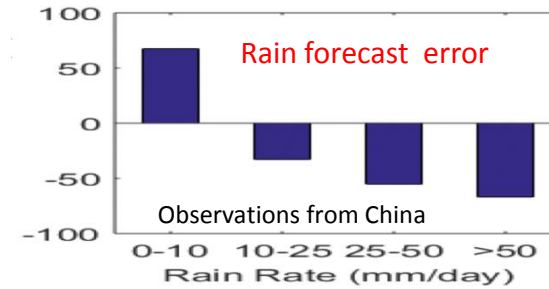 100
Rain forecast error
50
0
-50
Observations from China
-100
0-10 10-25 25-50 >50
Rain Rate (mm/day)